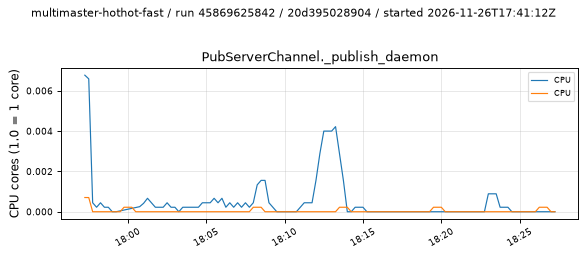 multimaster-hothot-fast / run 45869625842 / 20d395028904 / started 2026-11-26T17:41:12Z
PubServerChannel._publish_daemon
CPU cores (1.0 = 1 core)
0.006
0.004
0.002
0.000
CPU
CPU
18:00
18:05
18:10
18:15
18:20
18:25